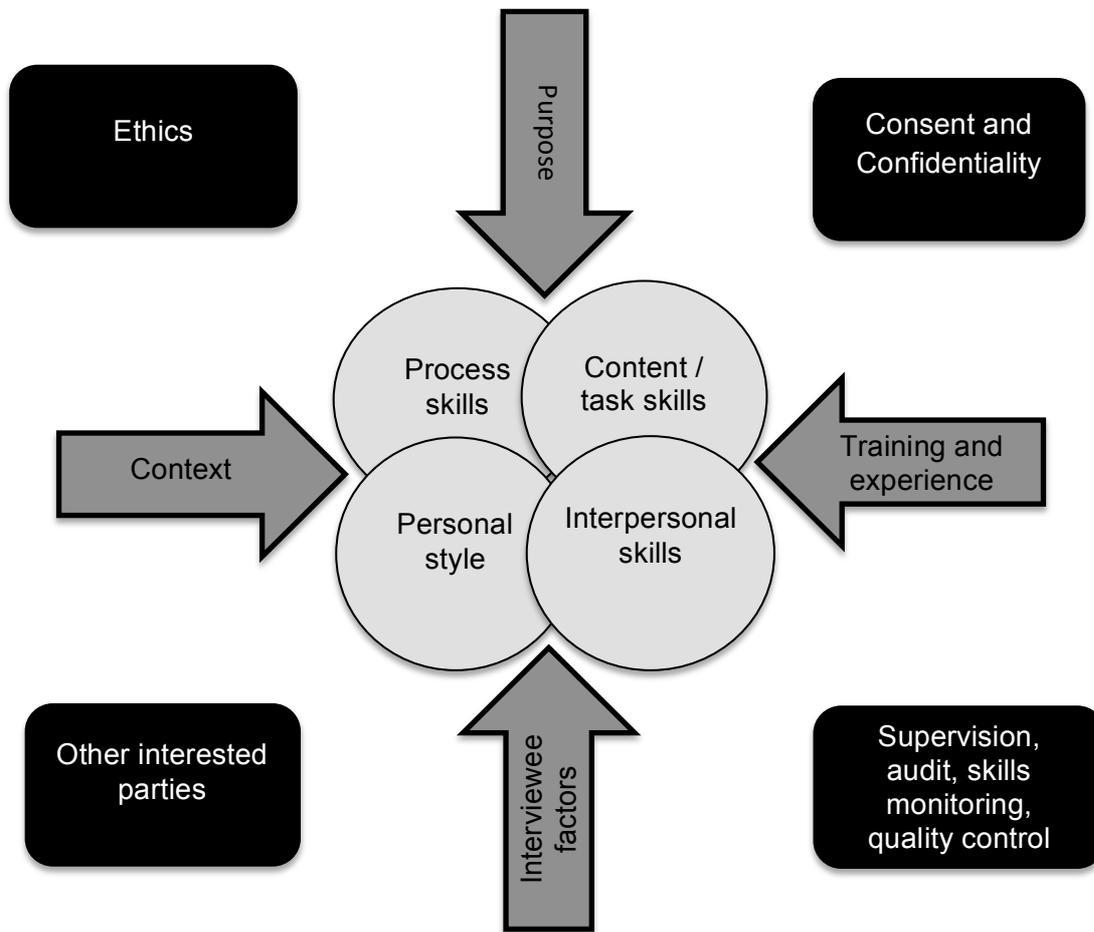 Ethics
Purpose
Consent and
Confidentiality
Process
skills
Content /
task skills
Context
Training and
experience
Personal
style
Interpersonal
skills
Other interested
parties
Interviewee
factors
Supervision,
audit, skills
monitoring,
quality control